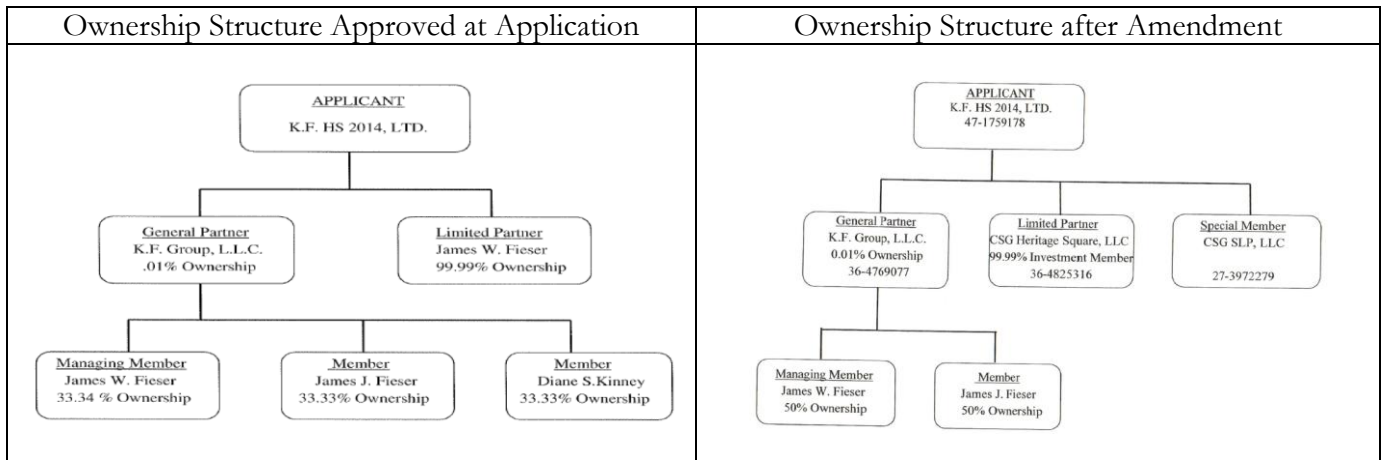 Ownership Structure Approved at Application
APPLICANT
K.F. HS 2014, LTD.
General Partner
K.F. Group, L.L.C.
.01% Ownership
Limited Partner
James W. Fieser
99.99% Ownership
Managing Member
James W. Fieser
33.34 % Ownership
Member
James J. Fieser
33.33% Ownership
Member
Diane S.Kinney
33.33% Ownership
Ownership Structure after Amendment
APPLICANT
K.F. HS 2014, LTD.
47-1759178
General Partner
K.F. Group, L.L.C.
0.01% Ownership
36-4769077
Limited Partner
CSG Heritage Square, LLC
99.99% Investment Member
36-4825316
Special Member
CSG SLP, LLC
27-3972279
Managing Member
James W. Fieser
50% Ownership
Member
James J. Fieser
50% Ownership